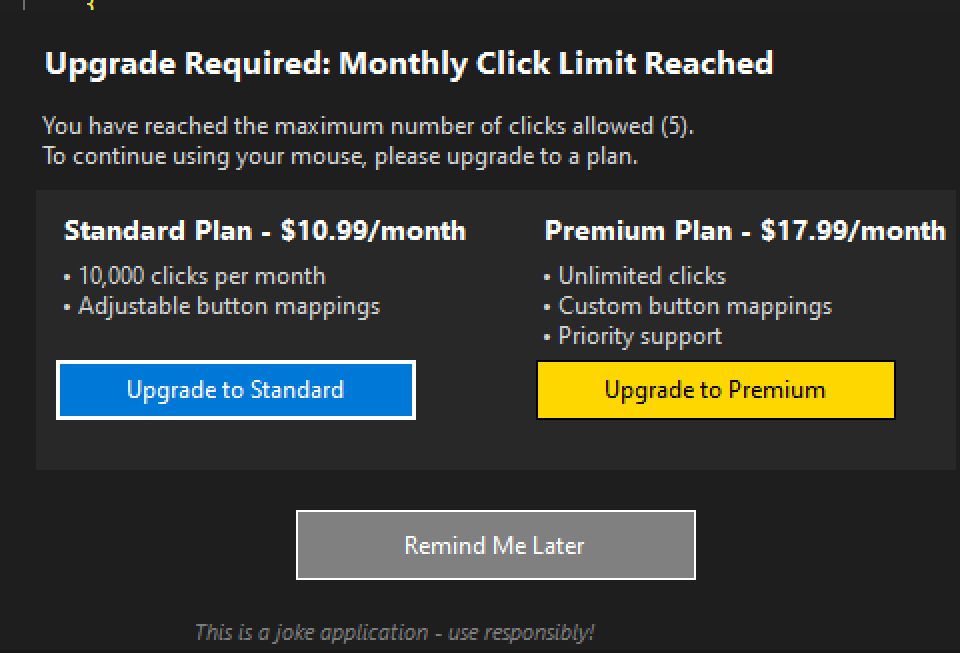 {
Upgrade Required: Monthly Click Limit Reached
You have reached the maximum number of clicks allowed (5).
To continue using your mouse, please upgrade to a plan.
Standard Plan - $10.99/month
• 10,000 clicks per month
• Adjustable button mappings
Upgrade to Standard
Premium Plan - $17.99/month
• Unlimited clicks
• Custom button mappings
• Priority support
Upgrade to Premium
Remind Me Later
This is a joke application - use responsibly!